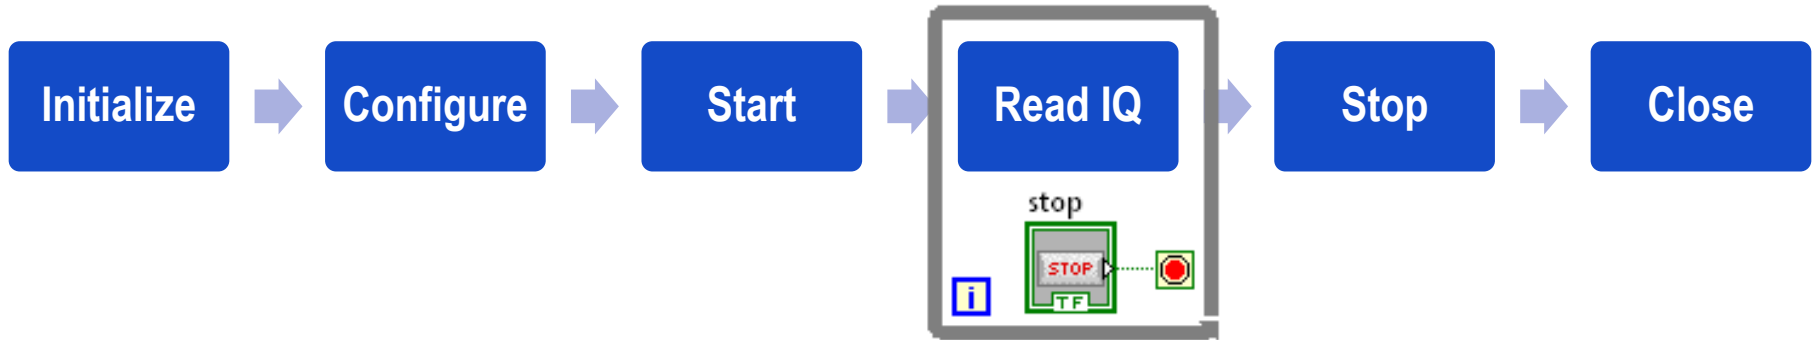 Initialize
Configure
Start
Read IQ
Stop
Close
stop
STOP
TF
i